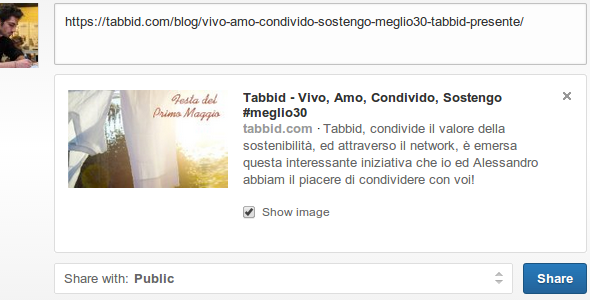 https://tabbid.com/blog/vivo-amo-condivido-sostengo-meglio30-tabbid-presente/
Festa del
Primo Maggio
Tabbid - Vivo, Amo, Condivido, Sostengo
#meglio30
tabbid.com · Tabbid, condivide il valore della
sostenibilità, ed attraverso il network, è emersa
questa interessante iniziativa che io ed Alessandro
abbiam il piacere di condividere con voi!
Show image
Share with: Public
Share